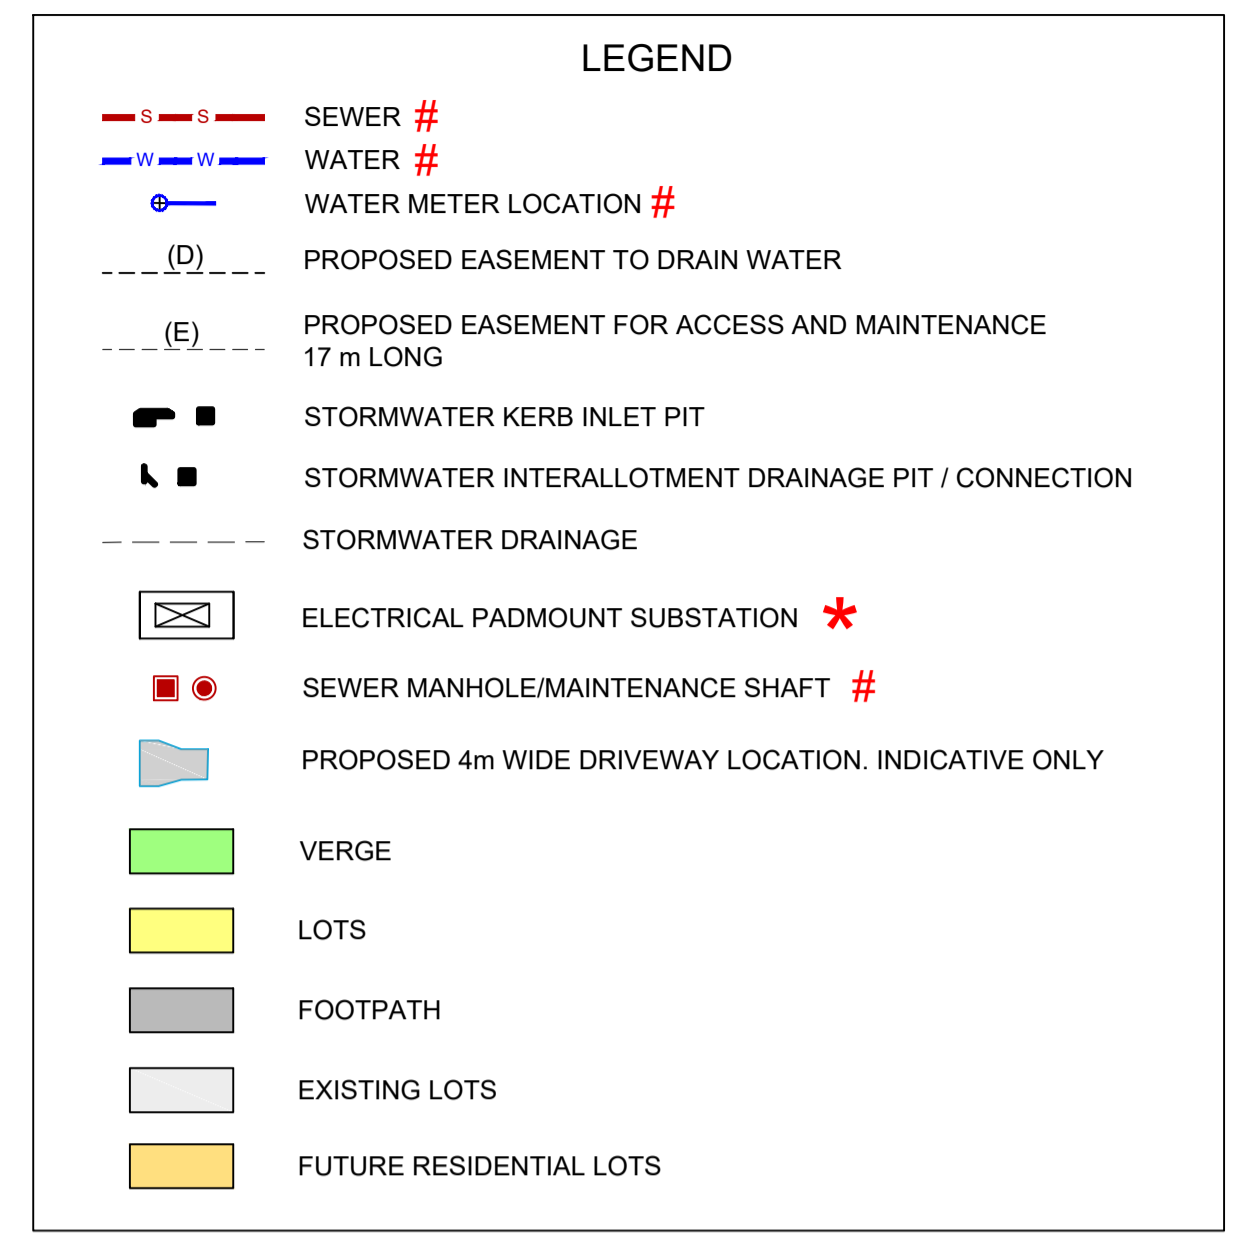 LEGEND
S S SEWER #
W W WATER #
WATER METER LOCATION #
(D) PROPOSED EASEMENT TO DRAIN WATER
(E) PROPOSED EASEMENT FOR ACCESS AND MAINTENANCE
17 m LONG
STORMWATER KERB INLET PIT
STORMWATER INTERALLOTMENT DRAINAGE PIT / CONNECTION
STORMWATER DRAINAGE
ELECTRICAL PADMOUNT SUBSTATION *
SEWER MANHOLE/MAINTENANCE SHAFT #
PROPOSED 4m WIDE DRIVEWAY LOCATION. INDICATIVE ONLY
VERGE
LOTS
FOOTPATH
EXISTING LOTS
FUTURE RESIDENTIAL LOTS